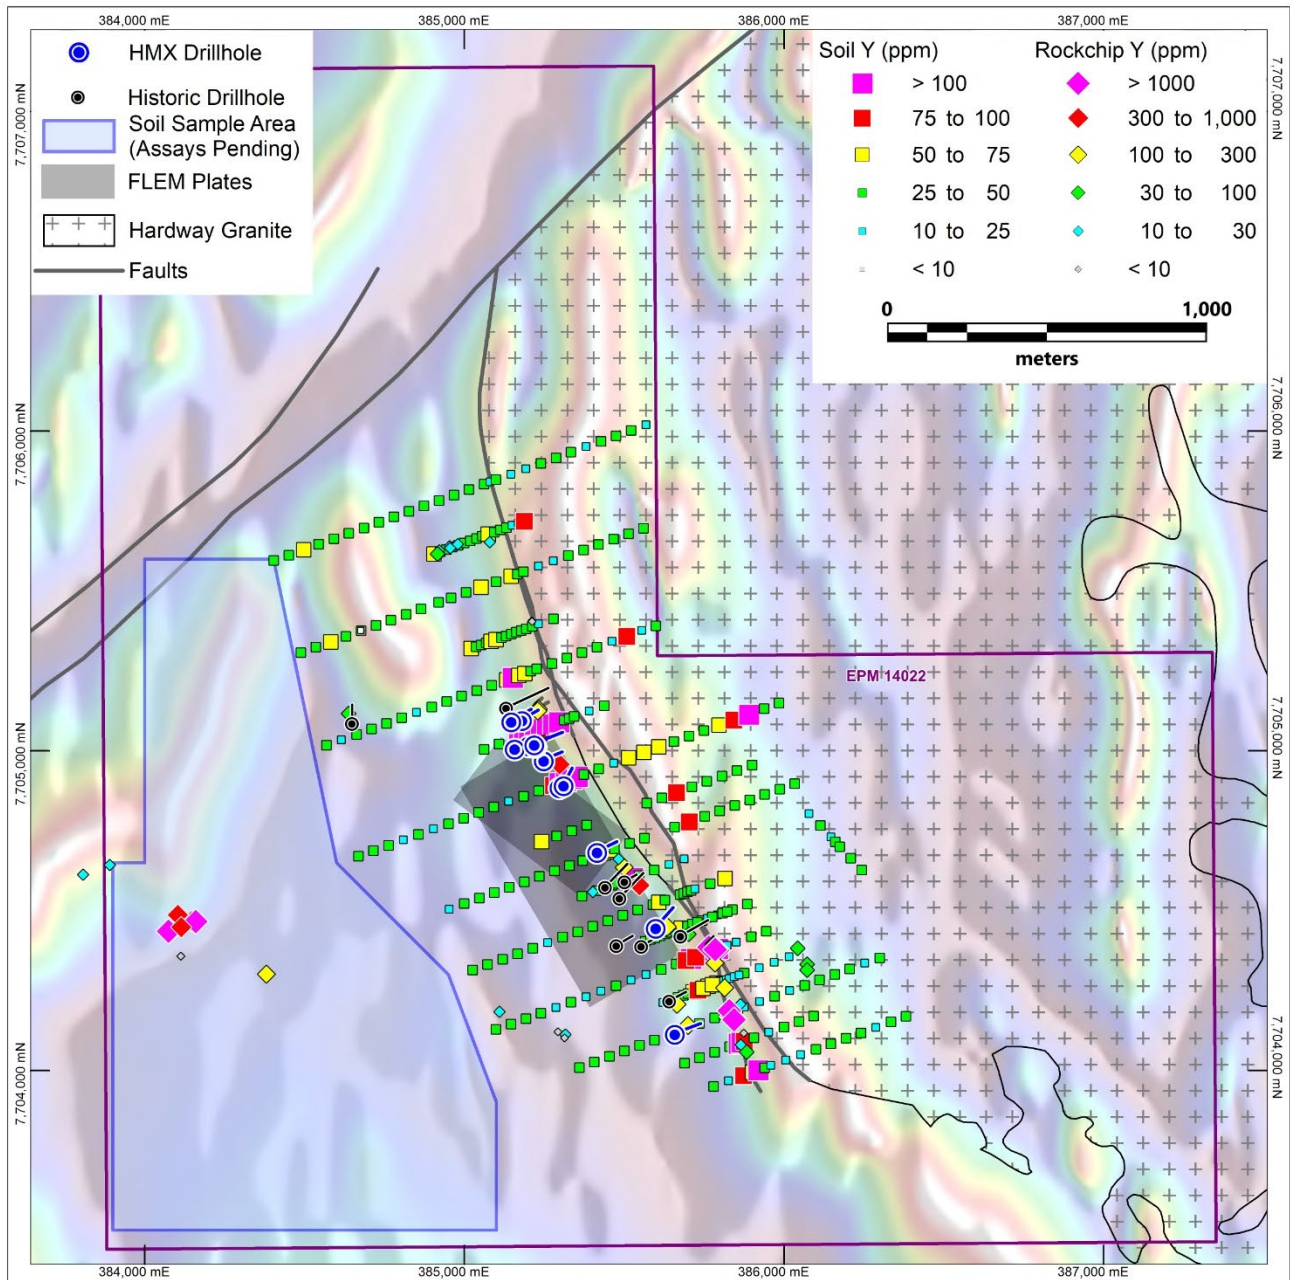 384,000 mE 385,000 mE 386,000 mE 387,000 mE
HMX Drillhole
Historic Drillhole
Soil Sample Area
(Assays Pending)
FLEM Plates
Hardway Granite
Faults
Soil Y (ppm) Rockchip Y (ppm)
> 100 > 1000
75 to 100 300 to 1,000
50 to 75 100 to 300
25 to 50 30 to 100
10 to 25 10 to 30
< 10 < 10
0 1,000
meters
7,707,000 mN 7,707,000 mN
7,706,000 mN 7,706,000 mN
EPM 14022
7,705,000 mN 7,705,000 mN
7,704,000 mN 7,704,000 mN
384,000 mE 385,000 mE 386,000 mE 387,000 mE